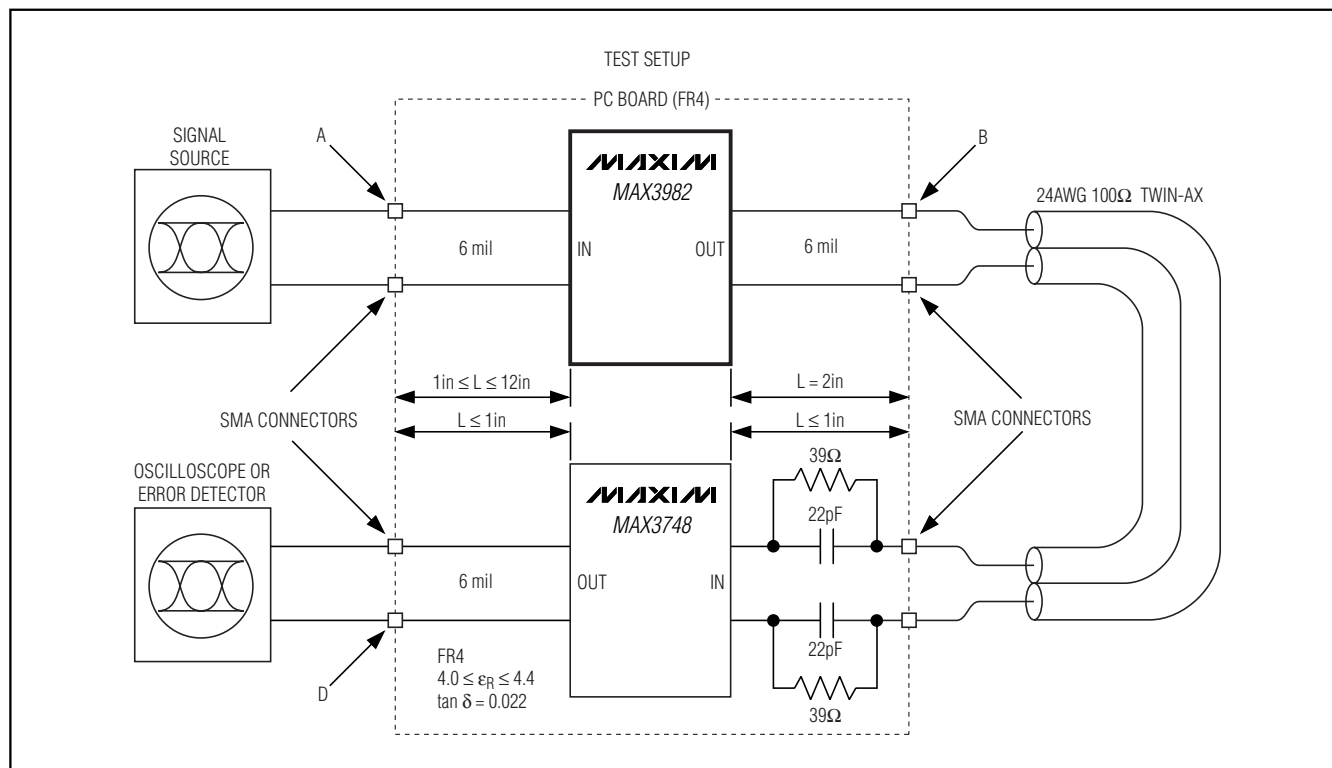 TEST SETUP
PC BOARD (FR4)
SIGNAL
SOURCE
A
B
MAXIM
MAX3982
24AWG 100Ω TWIN-AX
6 mil
IN
OUT
6 mil
1in ≤ L ≤ 12in
L = 2in
SMA CONNECTORS
L ≤ 1in
L ≤ 1in
SMA CONNECTORS
OSCILLOSCOPE OR
ERROR DETECTOR
39Ω
MAXIM
MAX3748
22pF
6 mil
OUT
IN
22pF
D
FR4
4.0 ≤ εR ≤ 4.4
tan δ = 0.022
39Ω